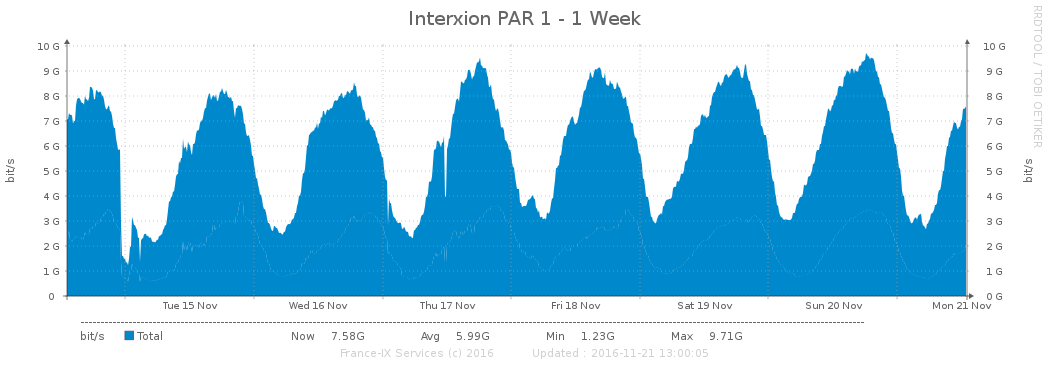 Interxion PAR 1 - 1 Week
RRDTOOL / TOBI OETIKER
10 G 10 G
9 G 9 G
8 G 8 G
7 G 7 G
6 G 6 G
5 G 5 G
4 G 4 G
3 G 3 G
2 G 2 G
1 G 1 G
0 0 G
bit/s bit/s
Tue 15 Nov Wed 16 Nov Thu 17 Nov Fri 18 Nov Sat 19 Nov Sun 20 Nov Mon 21 Nov
bit/s Total Now 7.58G Avg 5.99G Min 1.23G Max 9.71G
France-IX Services (c) 2016 Updated : 2016-11-21 13:00:05